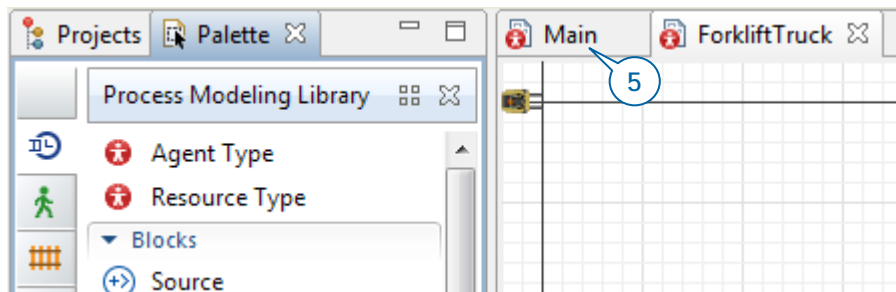 Projects Palette
Main ForkliftTruck
5
Process Modeling Library
Agent Type
Resource Type
Blocks
Source